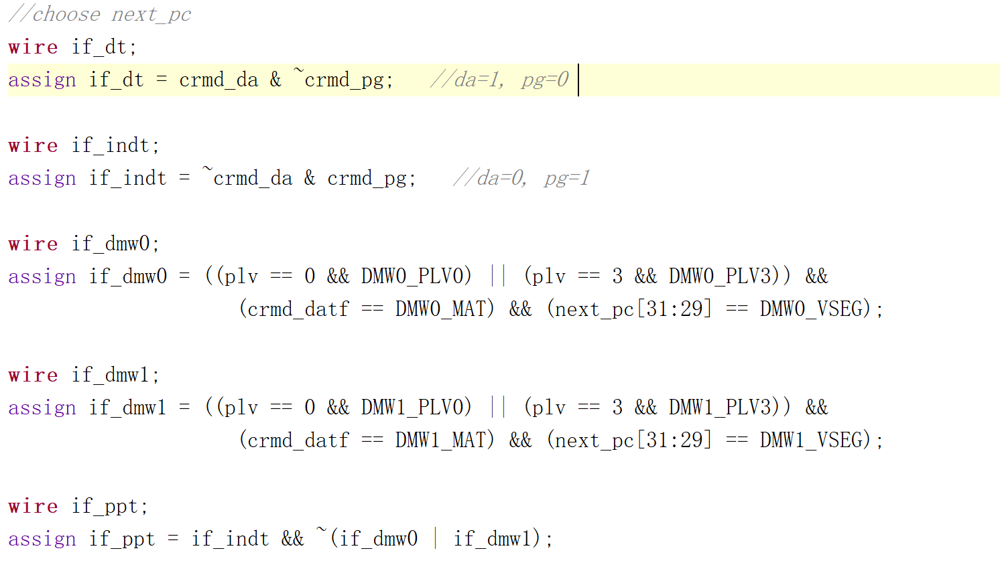 //choose next_pc
wire if_dt;
assign if_dt = crmd_da & ~crmd_pg;   //da=1, pg=0
wire if_indt;
assign if_indt = ~crmd_da & crmd_pg;   //da=0, pg=1
wire if_dmw0;
assign if_dmw0 = ((plv == 0 && DMW0_PLV0) || (plv == 3 && DMW0_PLV3)) &&
(crmd_datf == DMW0_MAT) && (next_pc[31:29] == DMW0_VSEG);
wire if_dmw1;
assign if_dmw1 = ((plv == 0 && DMW1_PLV0) || (plv == 3 && DMW1_PLV3)) &&
(crmd_datf == DMW1_MAT) && (next_pc[31:29] == DMW1_VSEG);
wire if_ppt;
assign if_ppt = if_indt && ~(if_dmw0 | if_dmw1);